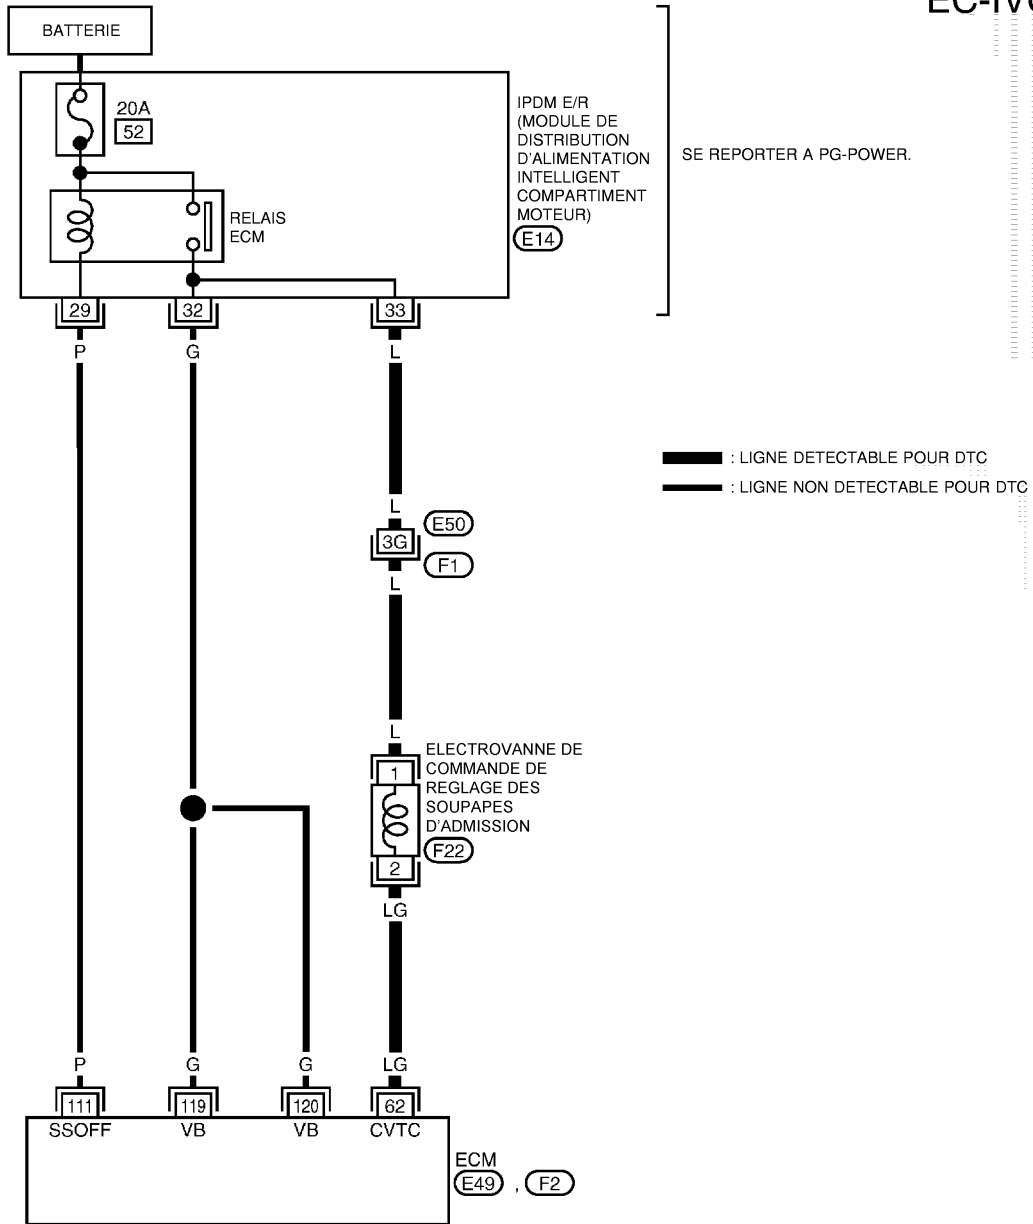 BATTERIE
20A
52
RELAIS
ECM
IPDM E/R
(MODULE DE
DISTRIBUTION
D'ALIMENTATION
INTELLIGENT
COMPARTIMENT
MOTEUR)
E14
SE REPORTER A PG-POWER.
29
32
33
P
G
L
: LIGNE DETECTABLE POUR DTC
: LIGNE NON DETECTABLE POUR DTC
L
E50
3G
F1
L
L
1
ELECTROVANNE DE
COMMANDE DE
REGLAGE DES
SOUPAPES
D'ADMISSION
F22
2
LG
P
G
G
LG
111
119
120
62
SSOFF
VB
VB
CVTC
ECM
E49 , F2